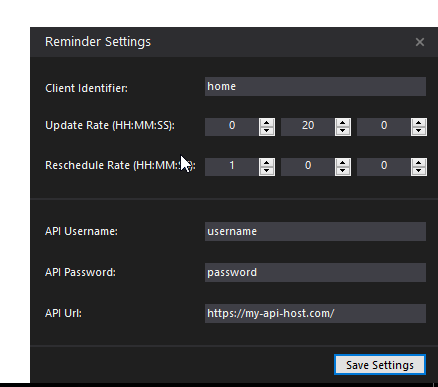 Reminder Settings
Client Identifier: home
Update Rate (HH:MM:SS): 0 20 0
Reschedule Rate (HH:MM:SS): 1 0 0
API Username: username
API Password: password
API Url: https://my-api-host.com/
Save Settings